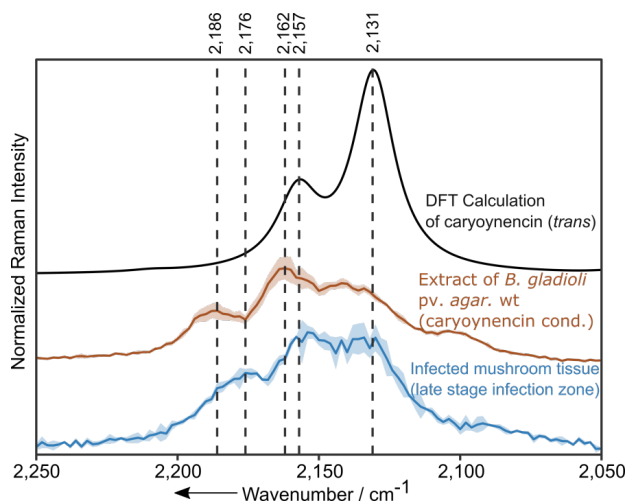 2,186
2,176
2,162
2,157
2,131
Normalized Raman Intensity
DFT Calculation
of caryoynencin (trans)
Extract of B. gladioli
pv. agar. wt
(caryoynencin cond.)
Infected mushroom tissue
(late stage infection zone)
2,250
2,200
2,150
2,100
2,050
Wavenumber / cm-1